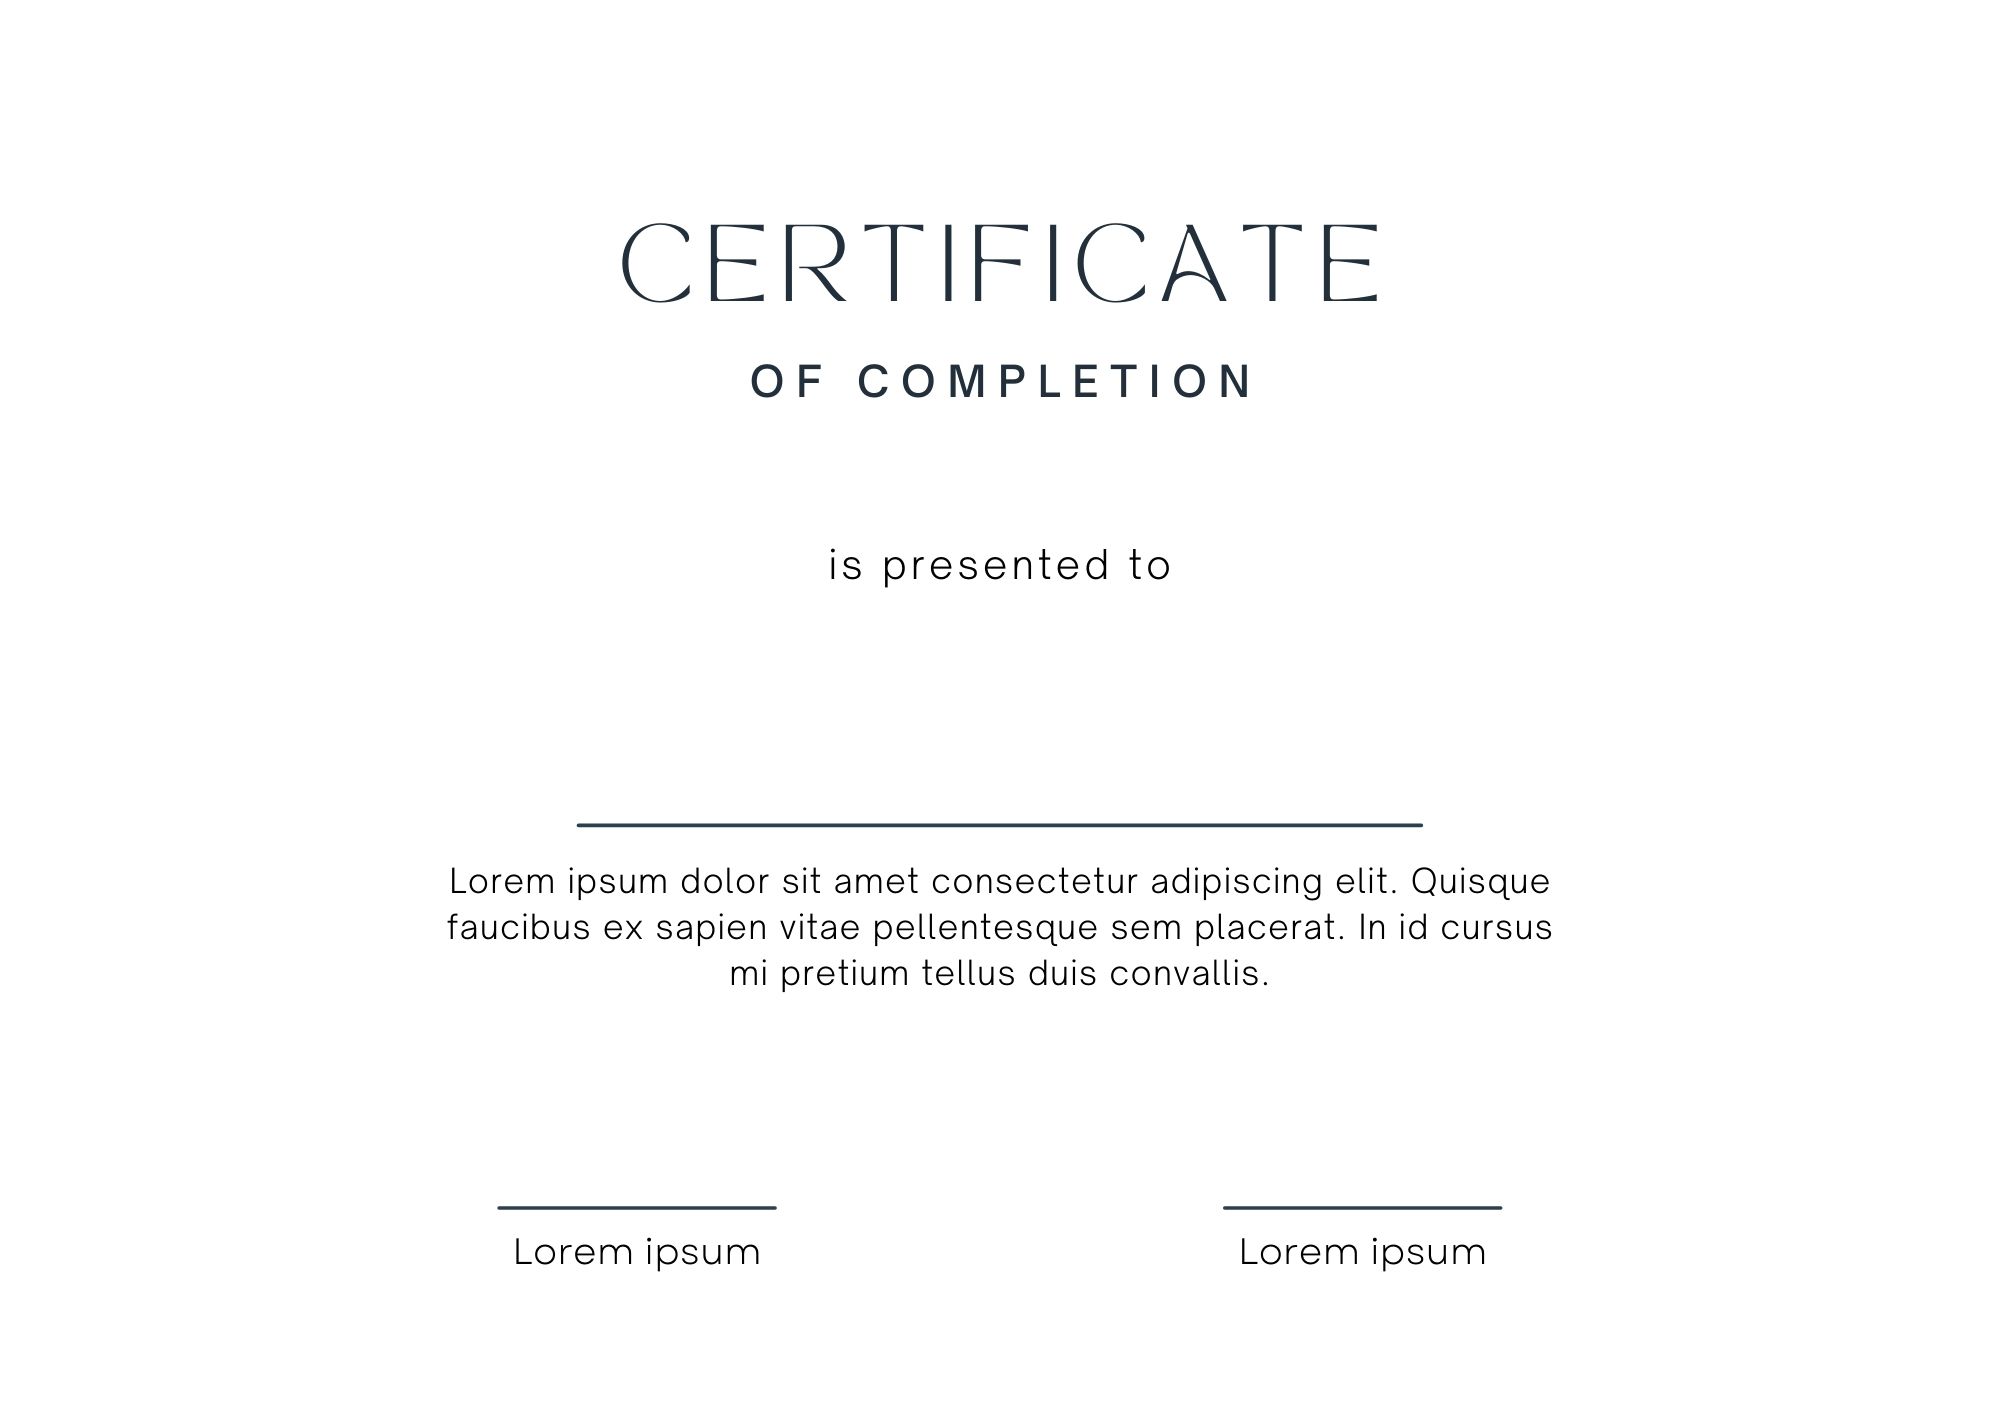 CERTIFICATE
OF COMPLETION
is presented to
Lorem ipsum dolor sit amet consectetur adipiscing elit. Quisque
faucibus ex sapien vitae pellentesque sem placerat. In id cursus
mi pretium tellus duis convallis.
Lorem ipsum
Lorem ipsum